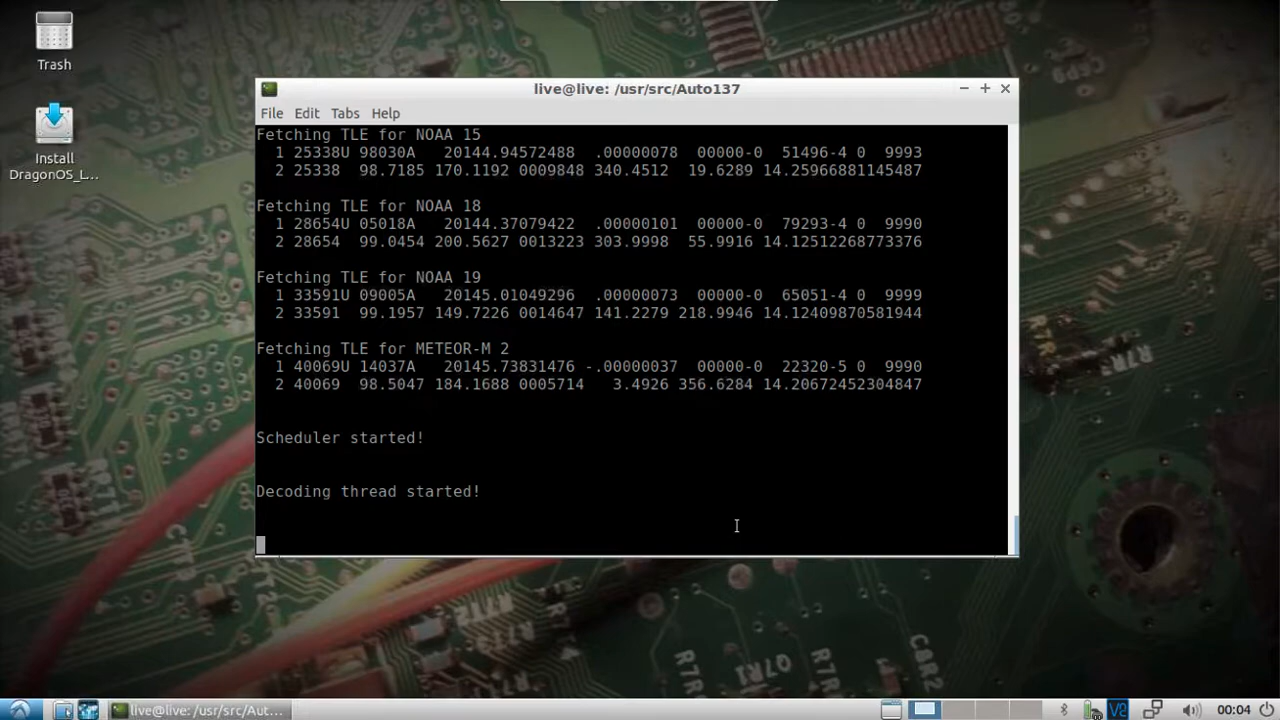 Trash
Install
DragonOS_L...
live@live: /usr/src/Auto137
File Edit Tabs Help
Fetching TLE for NOAA 15
1 25338U 98030A 20144.94572488 .00000078 00000-0 51496-4 0 9993
2 25338 98.7185 170.1192 0009848 340.4512 19.6289 14.25966881145487
Fetching TLE for NOAA 18
1 28654U 05018A 20144.37079422 .00000101 00000-0 79293-4 0 9990
2 28654 99.0454 200.5627 0013223 303.9998 55.9916 14.12512268773376
Fetching TLE for NOAA 19
1 33591U 09005A 20145.01049296 .00000073 00000-0 65051-4 0 9999
2 33591 99.1957 149.7226 0014647 141.2279 218.9946 14.12409870581944
Fetching TLE for METEOR-M 2
1 40069U 14037A 20145.73831476 -.00000037 00000-0 22320-5 0 9990
2 40069 98.5047 184.1688 0005714 3.4926 356.6284 14.20672452304847
Scheduler started!
Decoding thread started!
live@live: /usr/src/Aut...
00:04